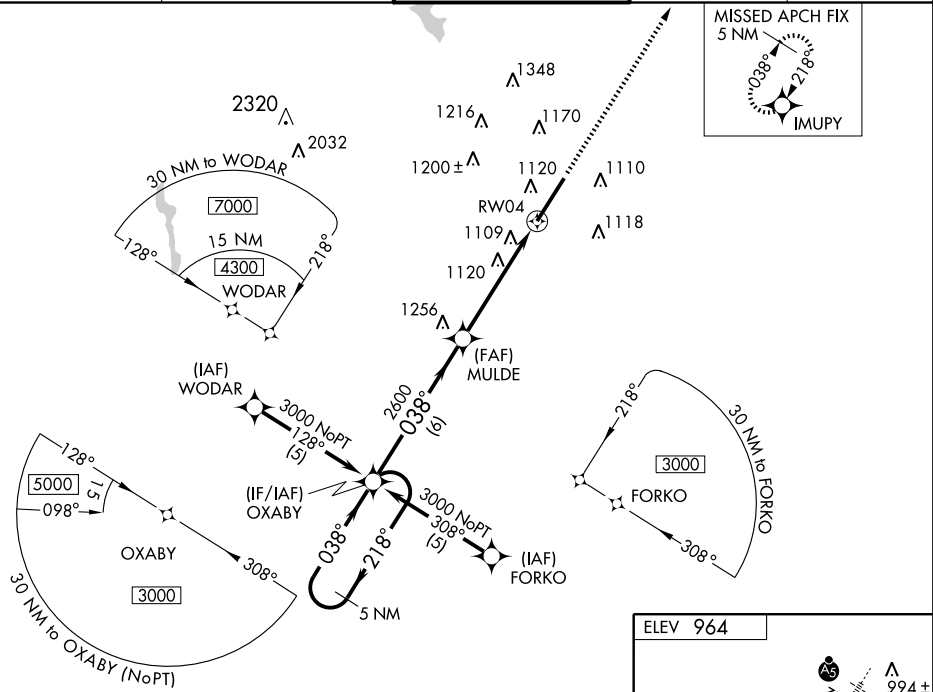 MISSED APCH FIX
5 NM
038°
218°
IMUPY
1348
2320
1216
1170
2032
1200 ±
30 NM to WODAR
1120
1110
7000
RW04
1118
15 NM
1109
128°
218°
4300
1120
WODAR
1256
(FAF)
MULDE
(IAF)
WODAR
2600
038°
(6)
3000 NoPT
128°
(5)
218°
30 NM to FORKO
3000
128°
5000
15
098°
(IF/IAF)
OXABY
3000 NoPT
308°
(5)
FORKO
308°
OXABY
038°
218°
(IAF)
FORKO
308°
3000
5 NM
30 NM to OXABY (NoPT)
ELEV 964
A5
994 ±